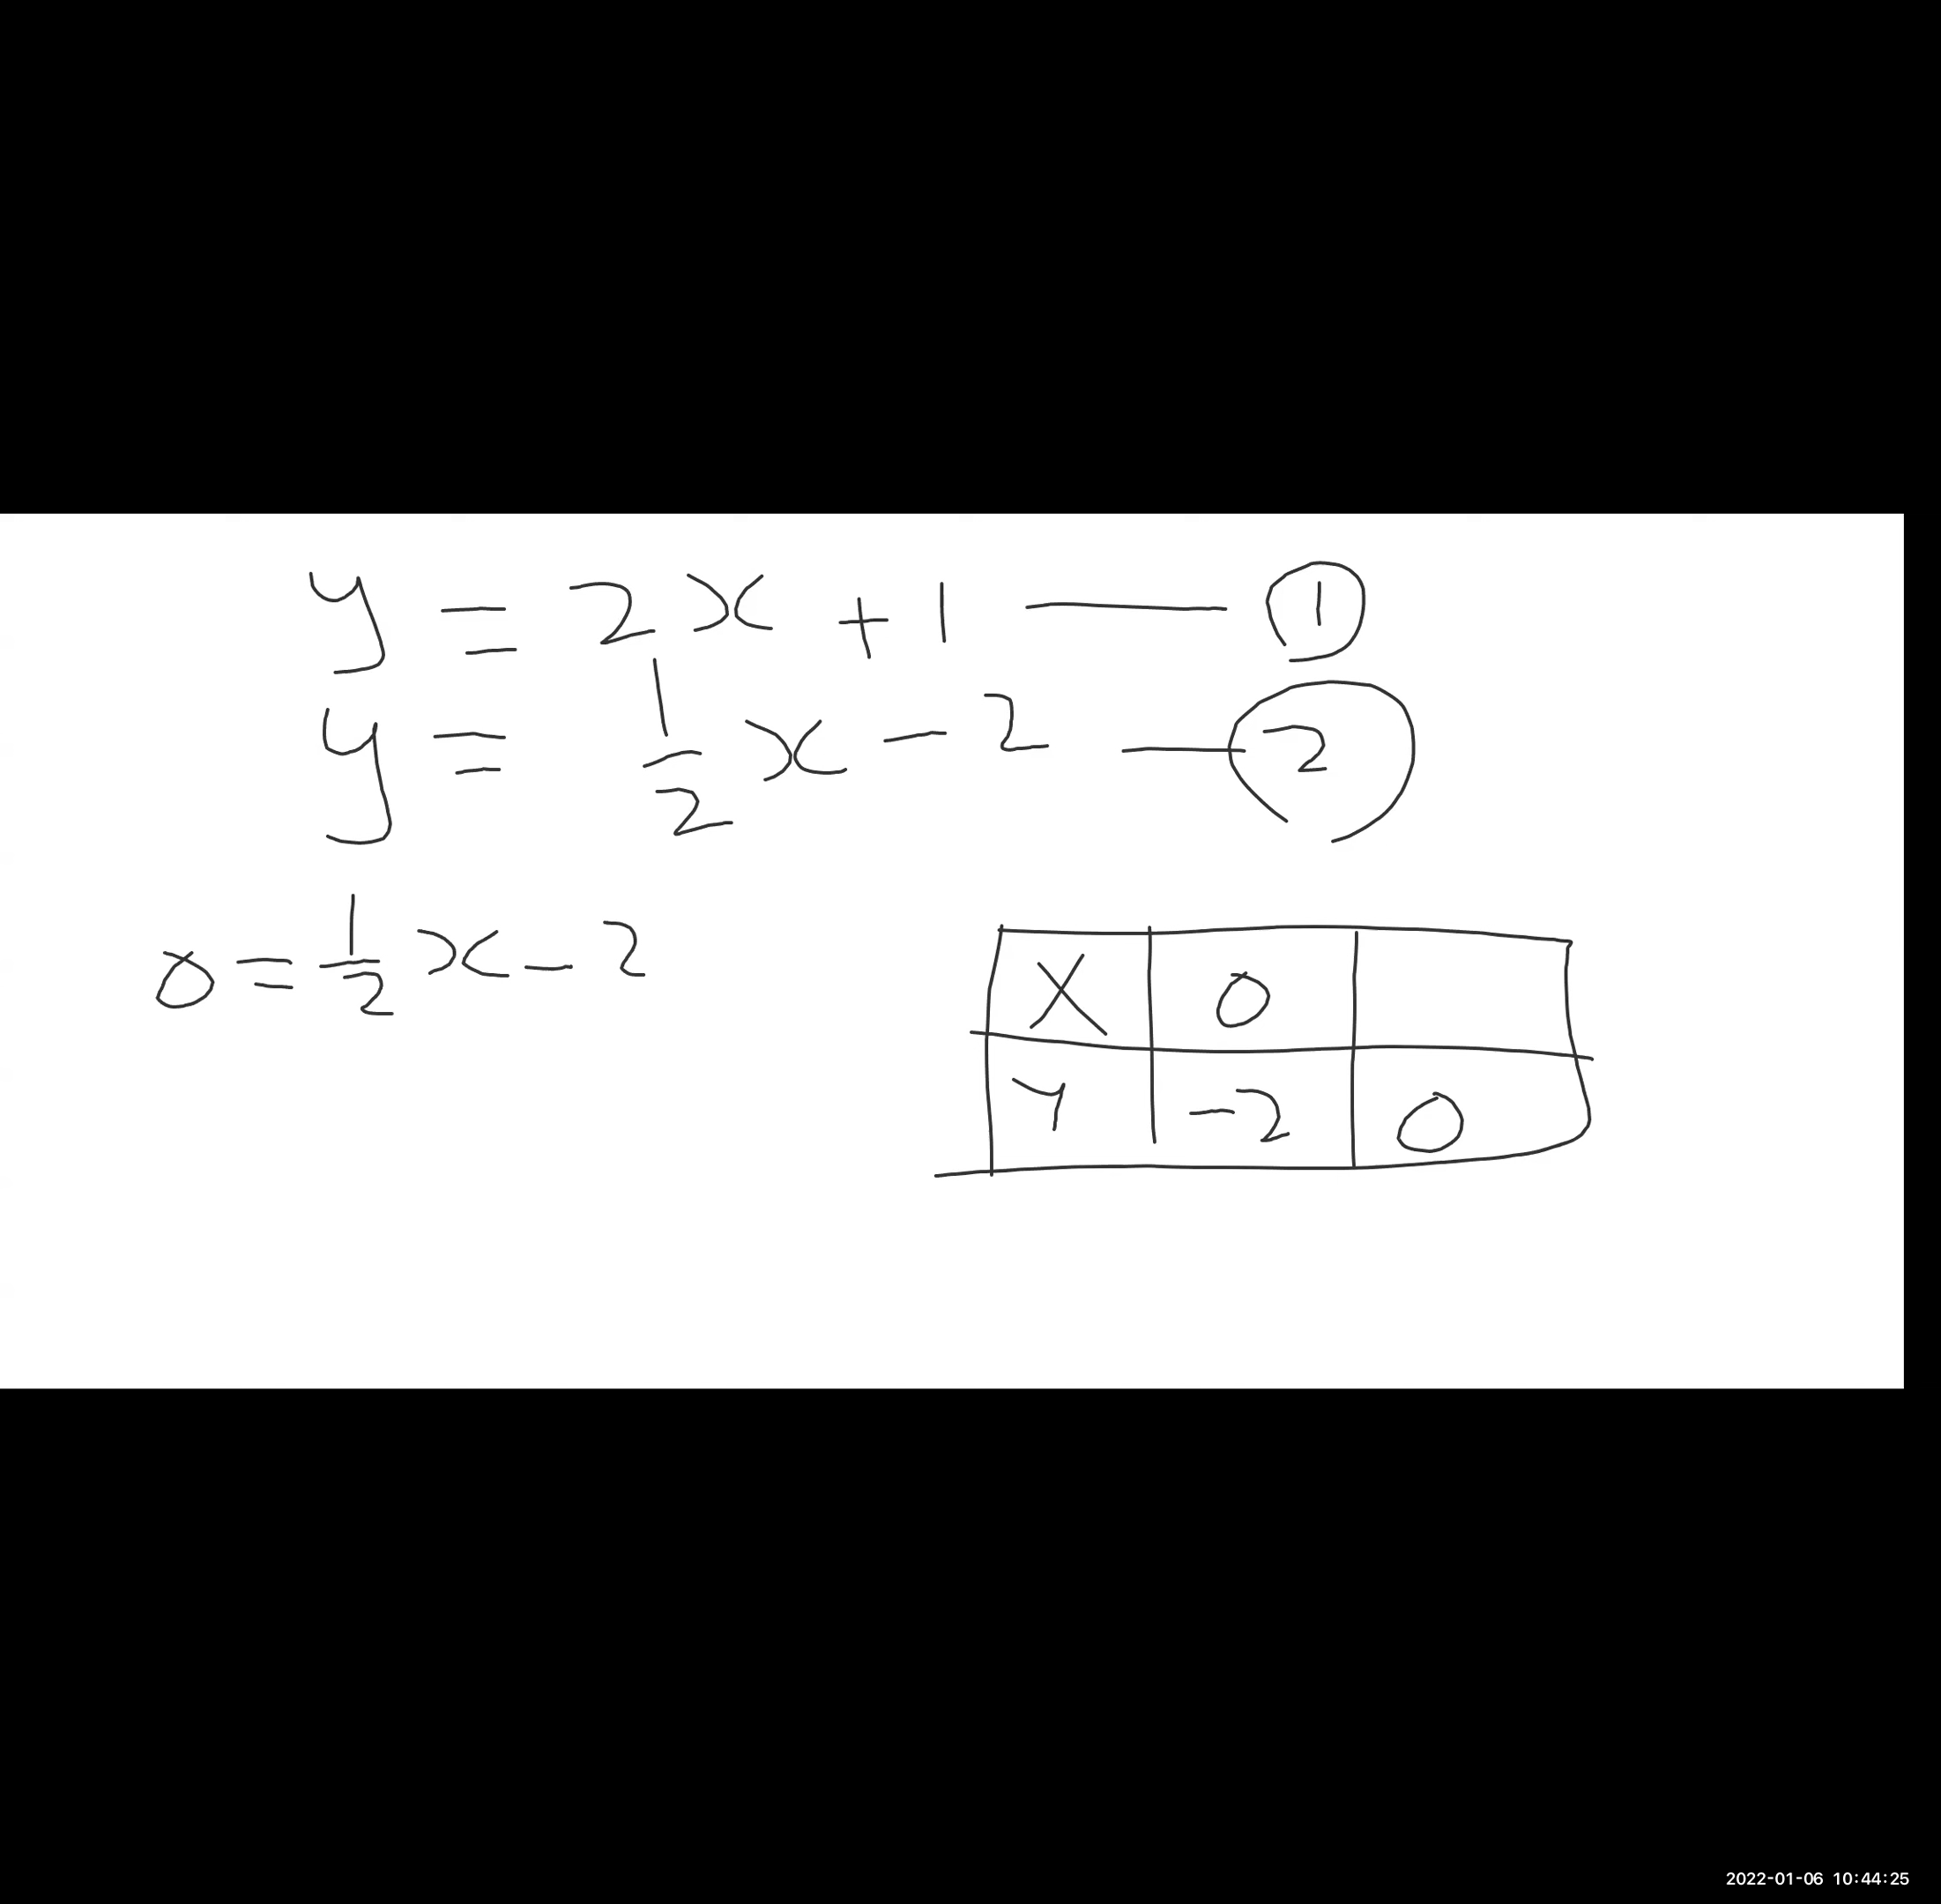 y = 2x + 1 — ①
y = 1/2 x - 2 — ②
0 = 1/2 x - 2
X 0
Y -2 0
2022-01-06 10:44:25